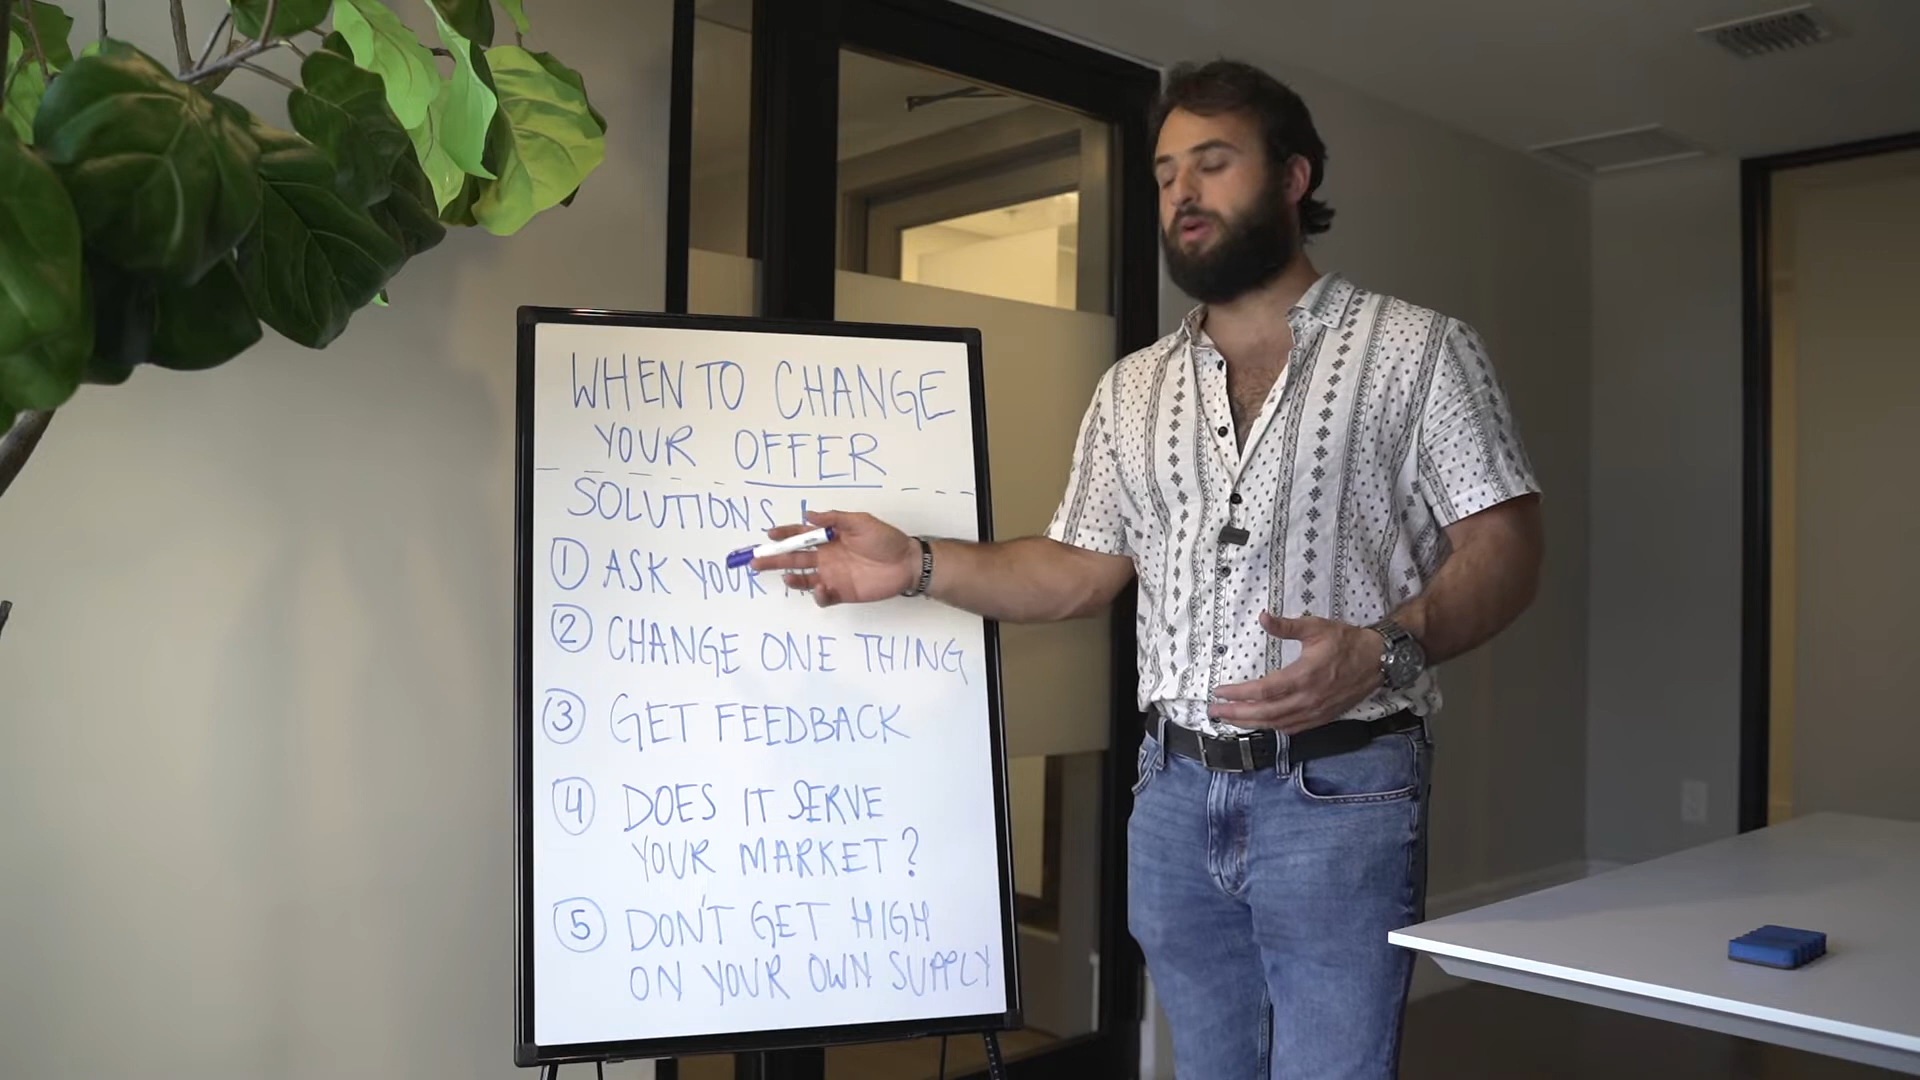 WHEN TO CHANGE
YOUR OFFER
SOLUTIONS
① ASK YOUR
② CHANGE ONE THING
③ GET FEEDBACK
④ DOES IT SERVE
YOUR MARKET?
⑤ DON'T GET HIGH
ON YOUR OWN SUPPLY